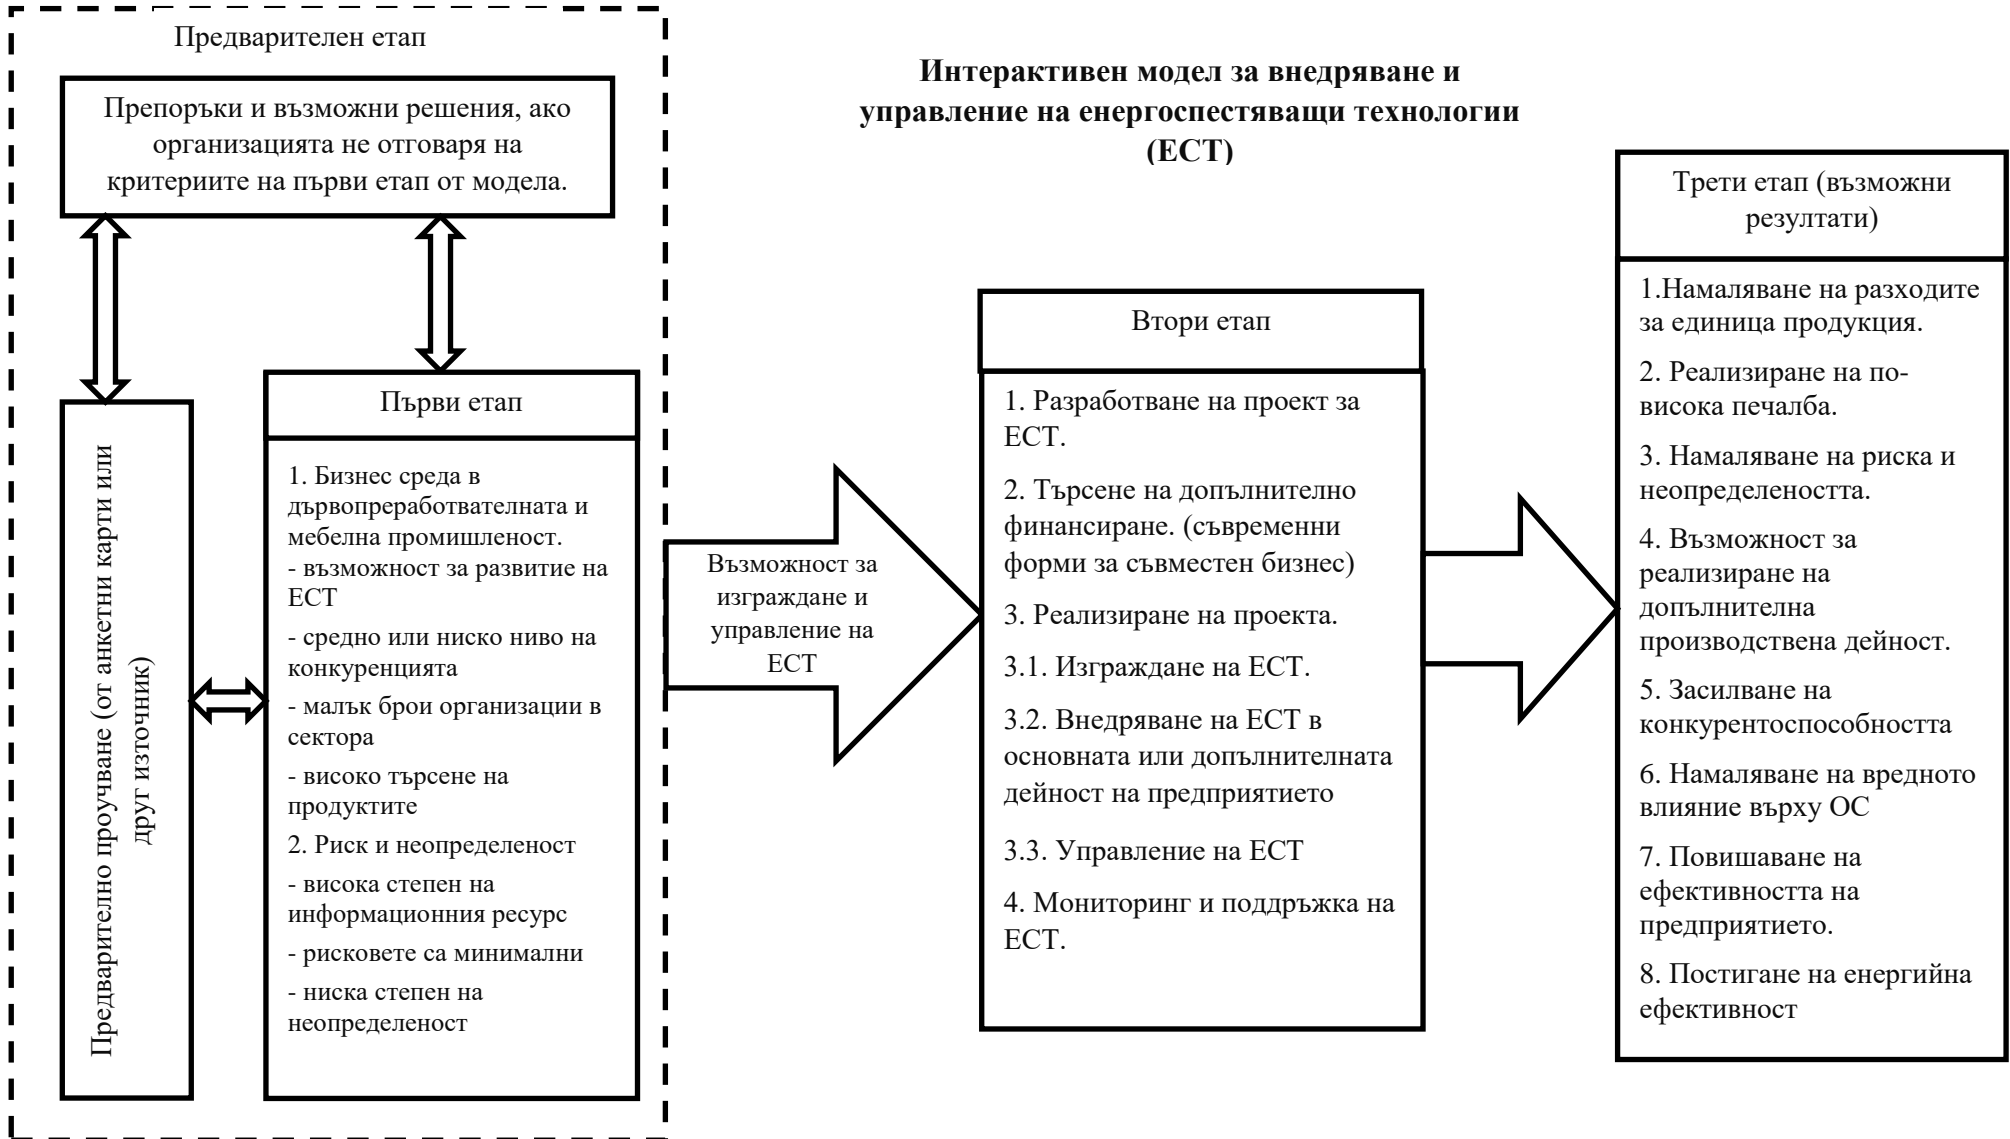 Предварителен етап
Препоръки и възможни решения, ако
организацията не отговаря на
критериите на първи етап от модела.
Предварително проучване (от анкетни карти или
друг източник)
Първи етап
1. Бизнес среда в
дървопреработвателната и
мебелна промишленост.
- възможност за развитие на
ЕСТ
- средно или ниско ниво на
конкуренцията
- малък брои организации в
сектора
- високо търсене на
продуктите
2. Риск и неопределеност
- висока степен на
информационния ресурс
- рисковете са минимални
- ниска степен на
неопределеност
Интерактивен модел за внедряване и
управление на енергоспестяващи технологии
(ЕСТ)
Възможност за
изграждане и
управление на
ЕСТ
Втори етап
1. Разработване на проект за
ЕСТ.
2. Търсене на допълнително
финансиране. (съвременни
форми за съвместен бизнес)
3. Реализиране на проекта.
3.1. Изграждане на ЕСТ.
3.2. Внедряване на ЕСТ в
основната или допълнителната
дейност на предприятието
3.3. Управление на ЕСТ
4. Мониторинг и поддръжка на
ЕСТ.
Трети етап (възможни
резултати)
1.Намаляване на разходите
за единица продукция.
2. Реализиране на по-
висока печалба.
3. Намаляване на риска и
неопределеността.
4. Възможност за
реализиране на
допълнителна
производствена дейност.
5. Засилване на
конкурентоспособността
6. Намаляване на вредното
влияние върху ОС
7. Повишаване на
ефективността на
предприятието.
8. Постигане на енергийна
ефективност